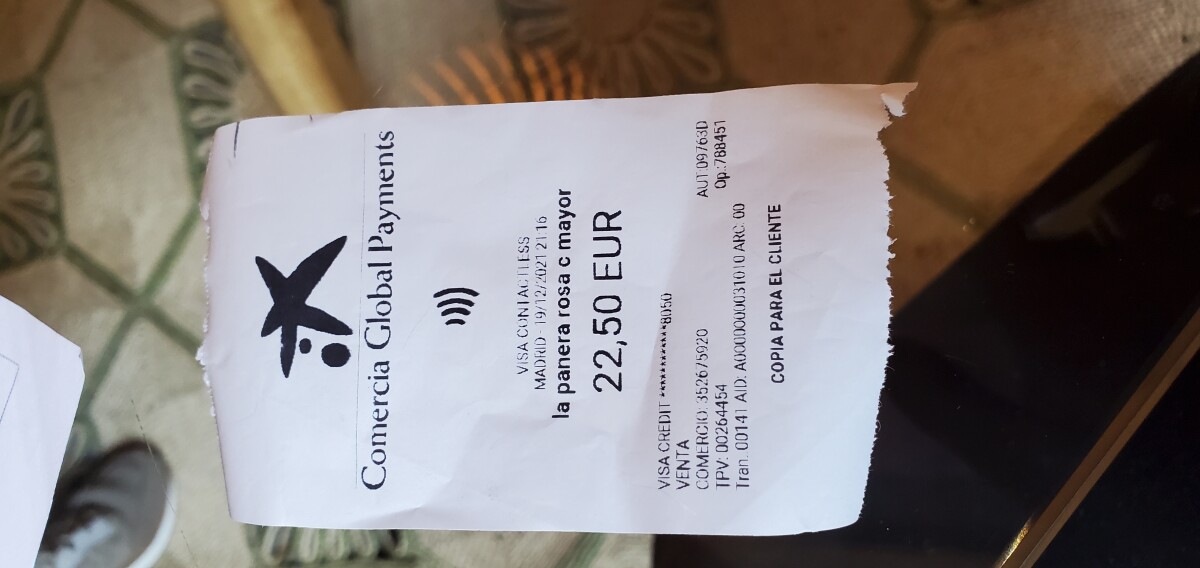 Comercia Global Payments
VISA CONTACTLESS
MADRID - 19/12/2021 21:16
la panera rosa c mayor
22,50 EUR
VISA CREDIT ************8050
VENTA
COMERCIO: 352675920 AUT:09763D
TPV: 00264454 Op.:788451
Tran. 00141 AID: A0000000031010 ARC: 00
COPIA PARA EL CLIENTE